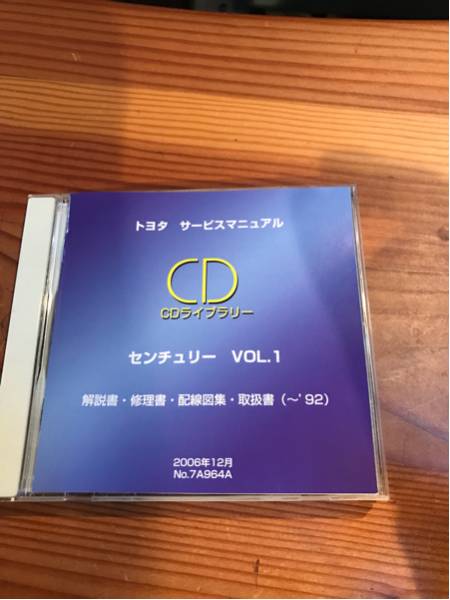 トヨタ サービスマニュアル
CD
CDライブラリー
センチュリー VOL.1
解説書・修理書・配線図集・取扱書（～'92）
2006年12月
No.7A964A